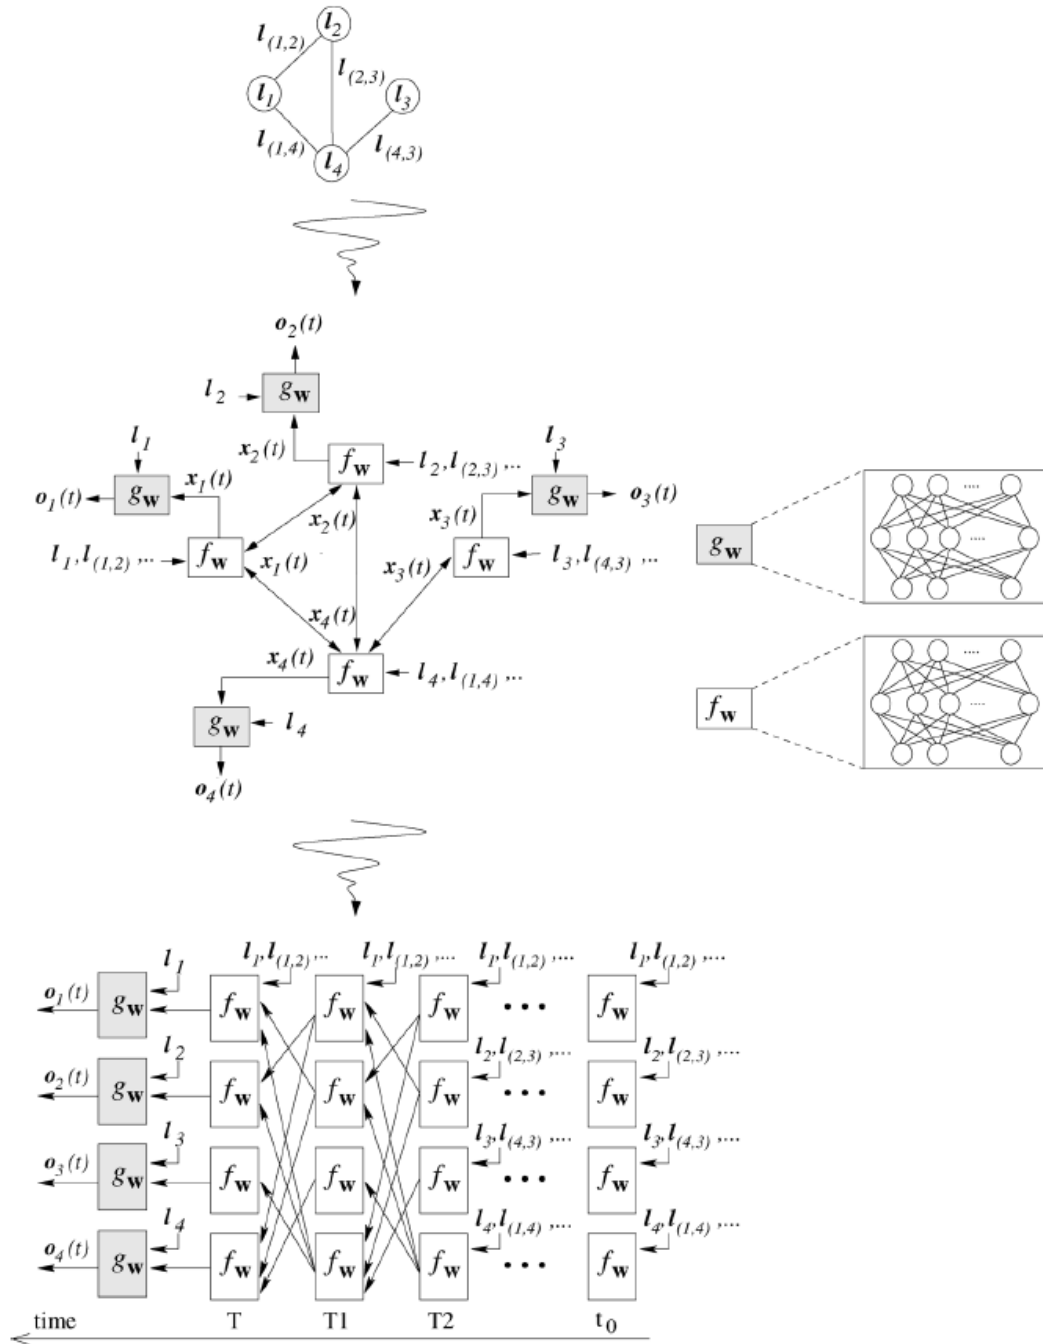 l2
l(1,2)
l(2,3)
l1
l3
l(1,4)
l(4,3)
l4
o2(t)
l2
gw
l1
x2(t)
fw
l2, l(2,3) ,..
l3
o1(t)
gw
x1(t)
x2(t)
x3(t)
gw
o3(t)
gw
l1, l(1,2) ,..
fw
x1(t)
x3(t)
fw
l3, l(4,3) ,..
x4(t)
x4(t)
fw
l4, l(1,4) ,..
fw
gw
l4
o4(t)
....
....
....
....
l1, l(1,2) ,...
l1, l(1,2) ,...
l1, l(1,2) ,...
l1, l(1,2) ,...
o1(t)
l1
gw
fw
fw
fw
•••
fw
l2
l2, l(2,3) ,...
l2, l(2,3) ,...
o2(t)
gw
fw
fw
fw
•••
fw
l3
l3, l(4,3) ,...
l3, l(4,3) ,...
o3(t)
gw
fw
fw
fw
•••
fw
l4
l4, l(1,4) ,...
l4, l(1,4) ,...
o4(t)
gw
fw
fw
fw
•••
fw
time T T1 T2 t0